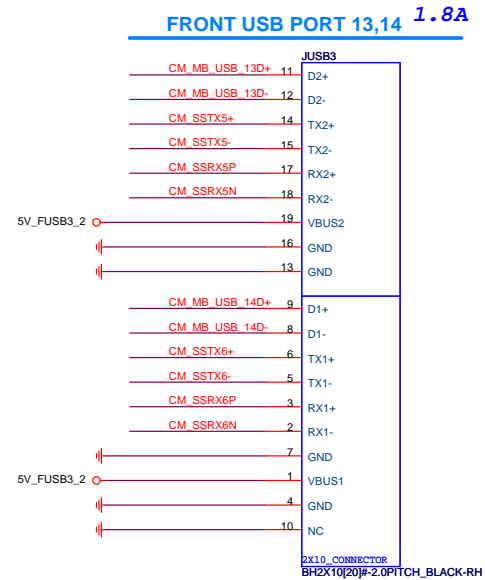 FRONT USB PORT 13,14 1.8A
JUSB3
CM_MB_USB_13D+ 11 D2+
CM_MB_USB_13D- 12 D2-
CM_SSTX5+ 14 TX2+
CM_SSTX5- 15 TX2-
CM_SSRX5P 17 RX2+
CM_SSRX5N 18 RX2-
5V_FUSB3_2 19 VBUS2
16 GND
13 GND
CM_MB_USB_14D+ 9 D1+
CM_MB_USB_14D- 8 D1-
CM_SSTX6+ 6 TX1+
CM_SSTX6- 5 TX1-
CM_SSRX6P 3 RX1+
CM_SSRX6N 2 RX1-
7 GND
5V_FUSB3_2 1 VBUS1
4 GND
10 NC
2X10_CONNECTOR
BH2X10[20]#-2.0PITCH_BLACK-RH